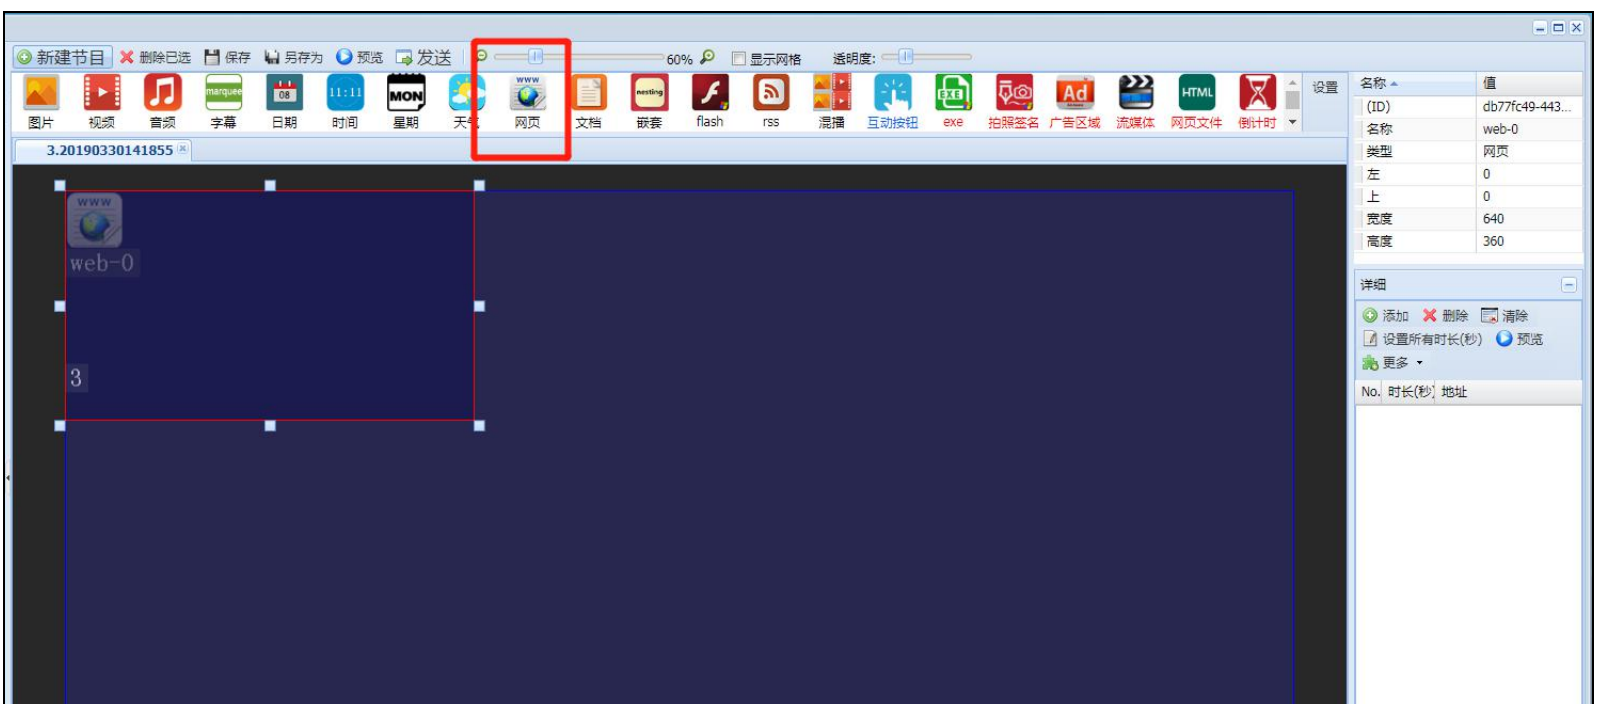 新建节目 删除已选 保存 另存为 预览 发送 60% 显示网格 透明度:
WWW marquee 08 11:11 MON nesting EXE Ad HTML
图片 视频 音频 字幕 日期 时间 星期 天气 网页 文档 嵌套 flash rss 混播 互动按钮 exe 拍照签名 广告区域 流媒体 网页文件 倒计时 设置
3.20190330141855
WWW
web-0
3
名称 值
(ID) db77fc49-443...
名称 web-0
类型 网页
左 0
上 0
宽度 640
高度 360
详细
添加 删除 清除
设置所有时长(秒) 预览
更多
No. 时长(秒) 地址